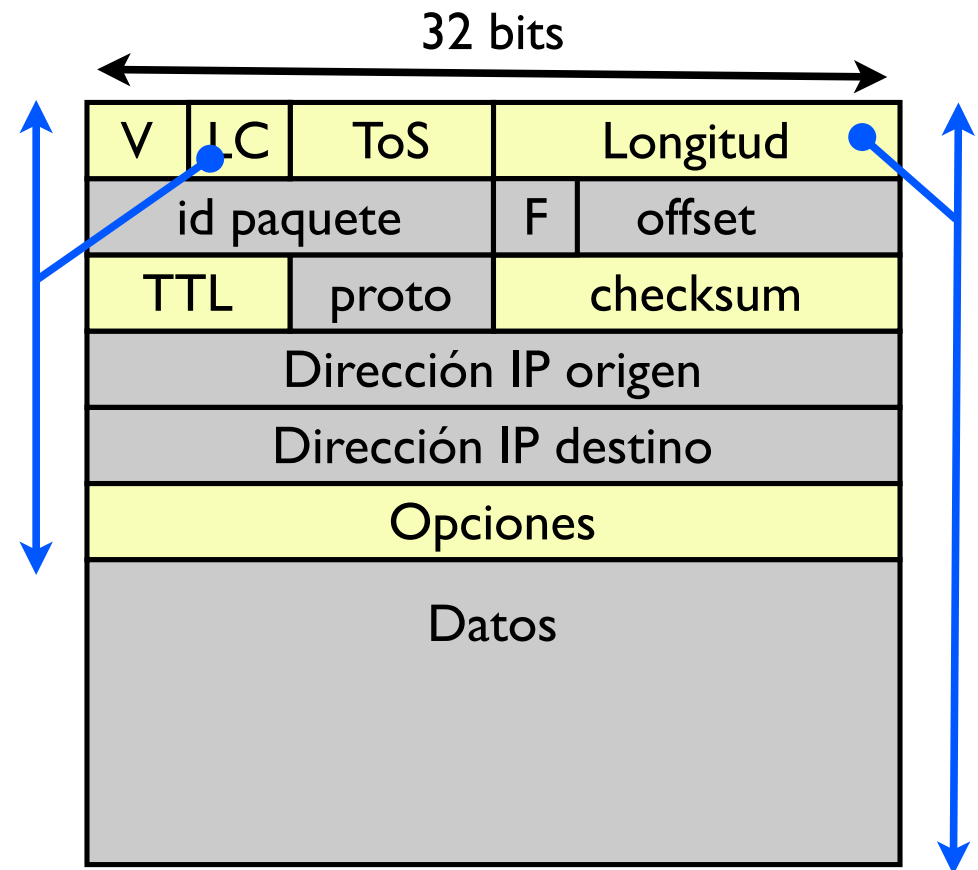 32 bits
V LC ToS Longitud
id paquete F offset
TTL proto checksum
Dirección IP origen
Dirección IP destino
Opciones
Datos